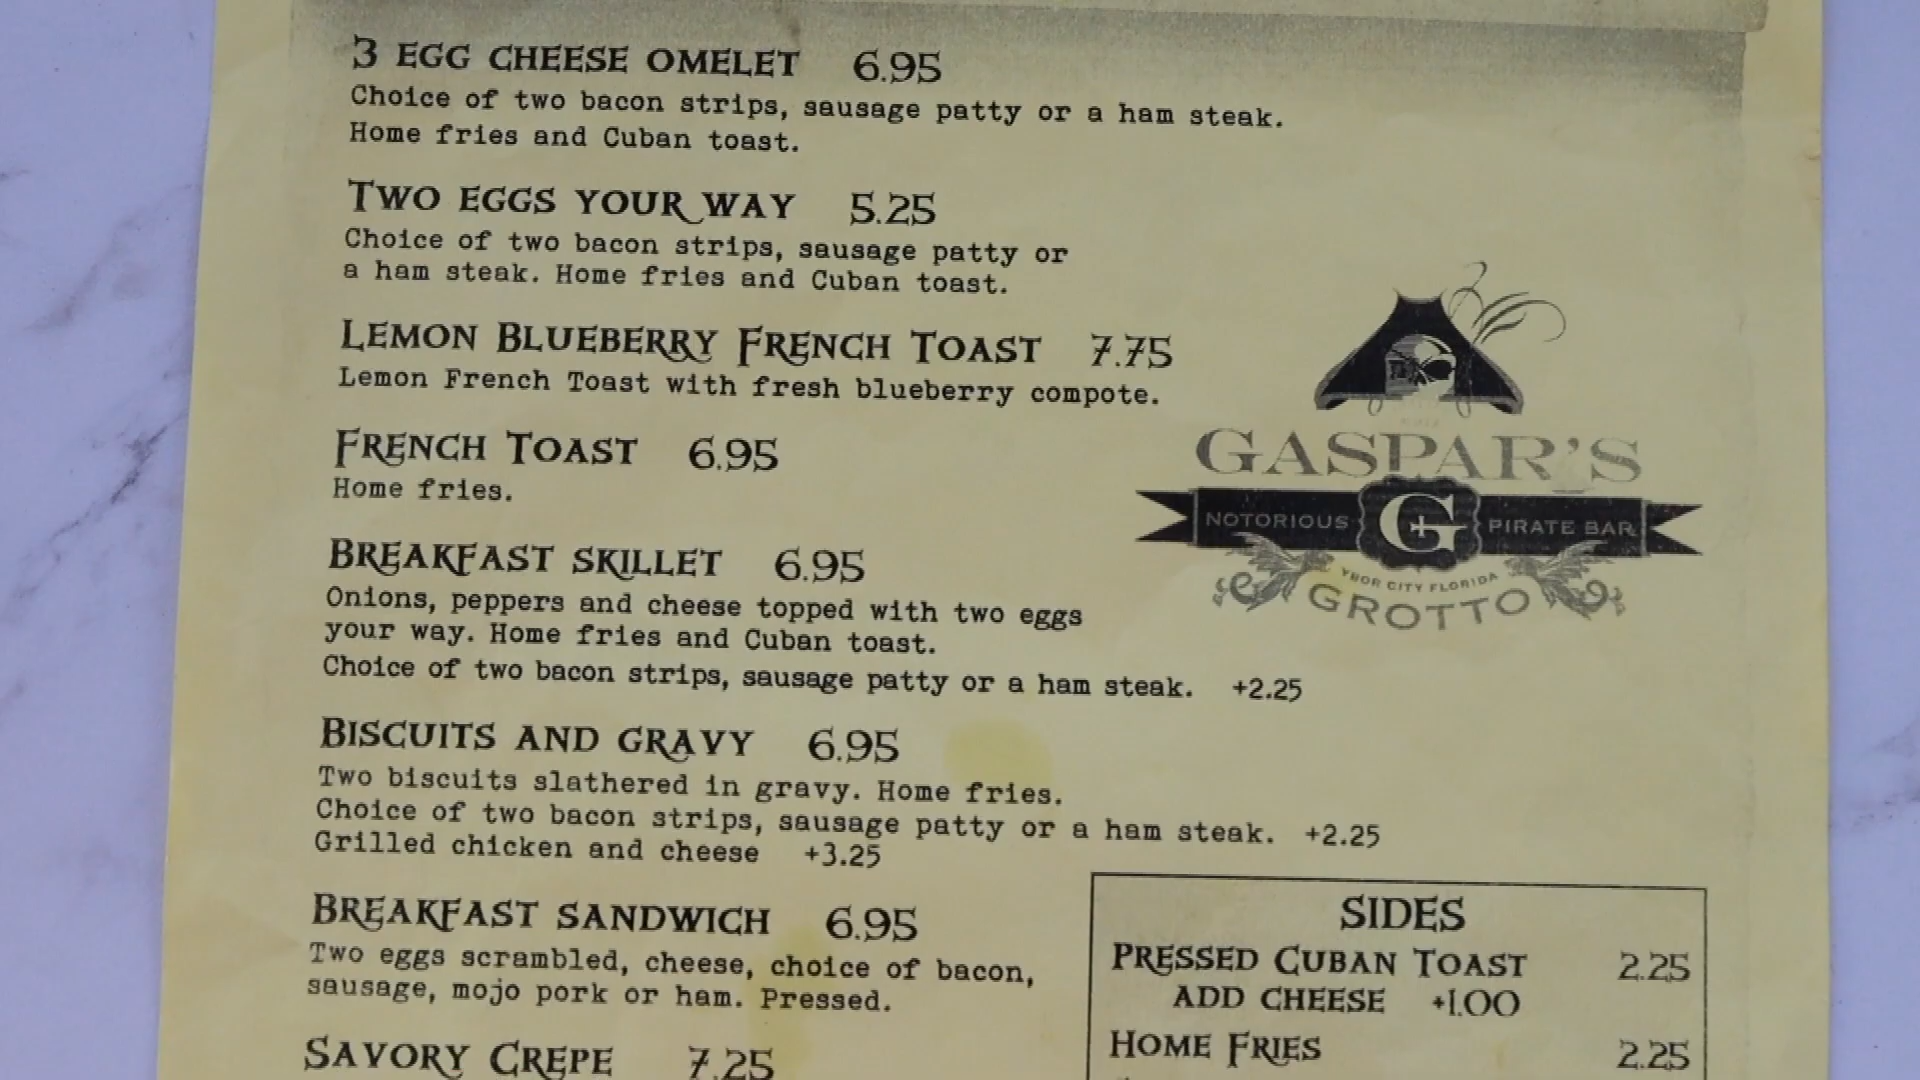 3 EGG CHEESE OMELET 6.95
Choice of two bacon strips, sausage patty or a ham steak.
Home fries and Cuban toast.
TWO EGGS YOUR WAY 5.25
Choice of two bacon strips, sausage patty or
a ham steak. Home fries and Cuban toast.
LEMON BLUEBERRY FRENCH TOAST 7.75
Lemon French Toast with fresh blueberry compote.
FRENCH TOAST 6.95
Home fries.
BREAKFAST SKILLET 6.95
Onions, peppers and cheese topped with two eggs
your way. Home fries and Cuban toast.
Choice of two bacon strips, sausage patty or a ham steak. +2.25
BISCUITS AND GRAVY 6.95
Two biscuits slathered in gravy. Home fries.
Choice of two bacon strips, sausage patty or a ham steak. +2.25
Grilled chicken and cheese +3.25
BREAKFAST SANDWICH 6.95
Two eggs scrambled, cheese, choice of bacon,
sausage, mojo pork or ham. Pressed.
SAVORY CREPE 7.25
GASPAR'S
NOTORIOUS G PIRATE BAR
YBOR CITY FLORIDA
GROTTO
SIDES
PRESSED CUBAN TOAST 2.25
ADD CHEESE +1.00
HOME FRIES 2.25